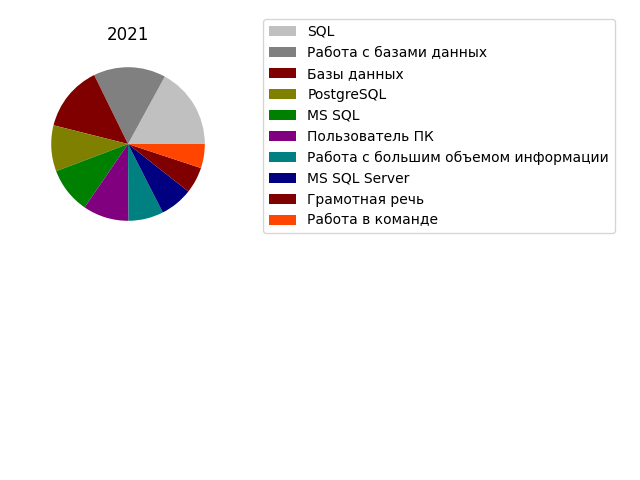 2021
SQL
Работа с базами данных
Базы данных
PostgreSQL
MS SQL
Пользователь ПК
Работа с большим объемом информации
MS SQL Server
Грамотная речь
Работа в команде